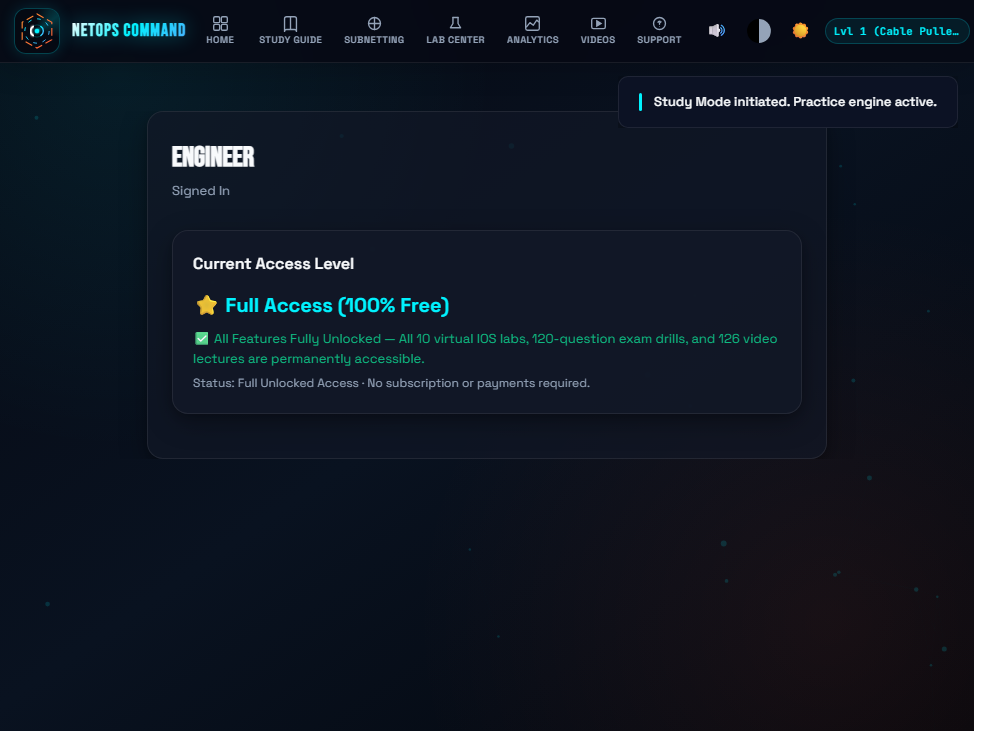 NETOPS COMMAND
HOME
STUDY GUIDE
SUBNETTING
LAB CENTER
ANALYTICS
VIDEOS
SUPPORT
Lvl 1 (Cable Pulle…
Study Mode initiated. Practice engine active.
ENGINEER
Signed In
Current Access Level
⭐ Full Access (100% Free)
✅ All Features Fully Unlocked — All 10 virtual IOS labs, 120-question exam drills, and 126 video
lectures are permanently accessible.
Status: Full Unlocked Access · No subscription or payments required.